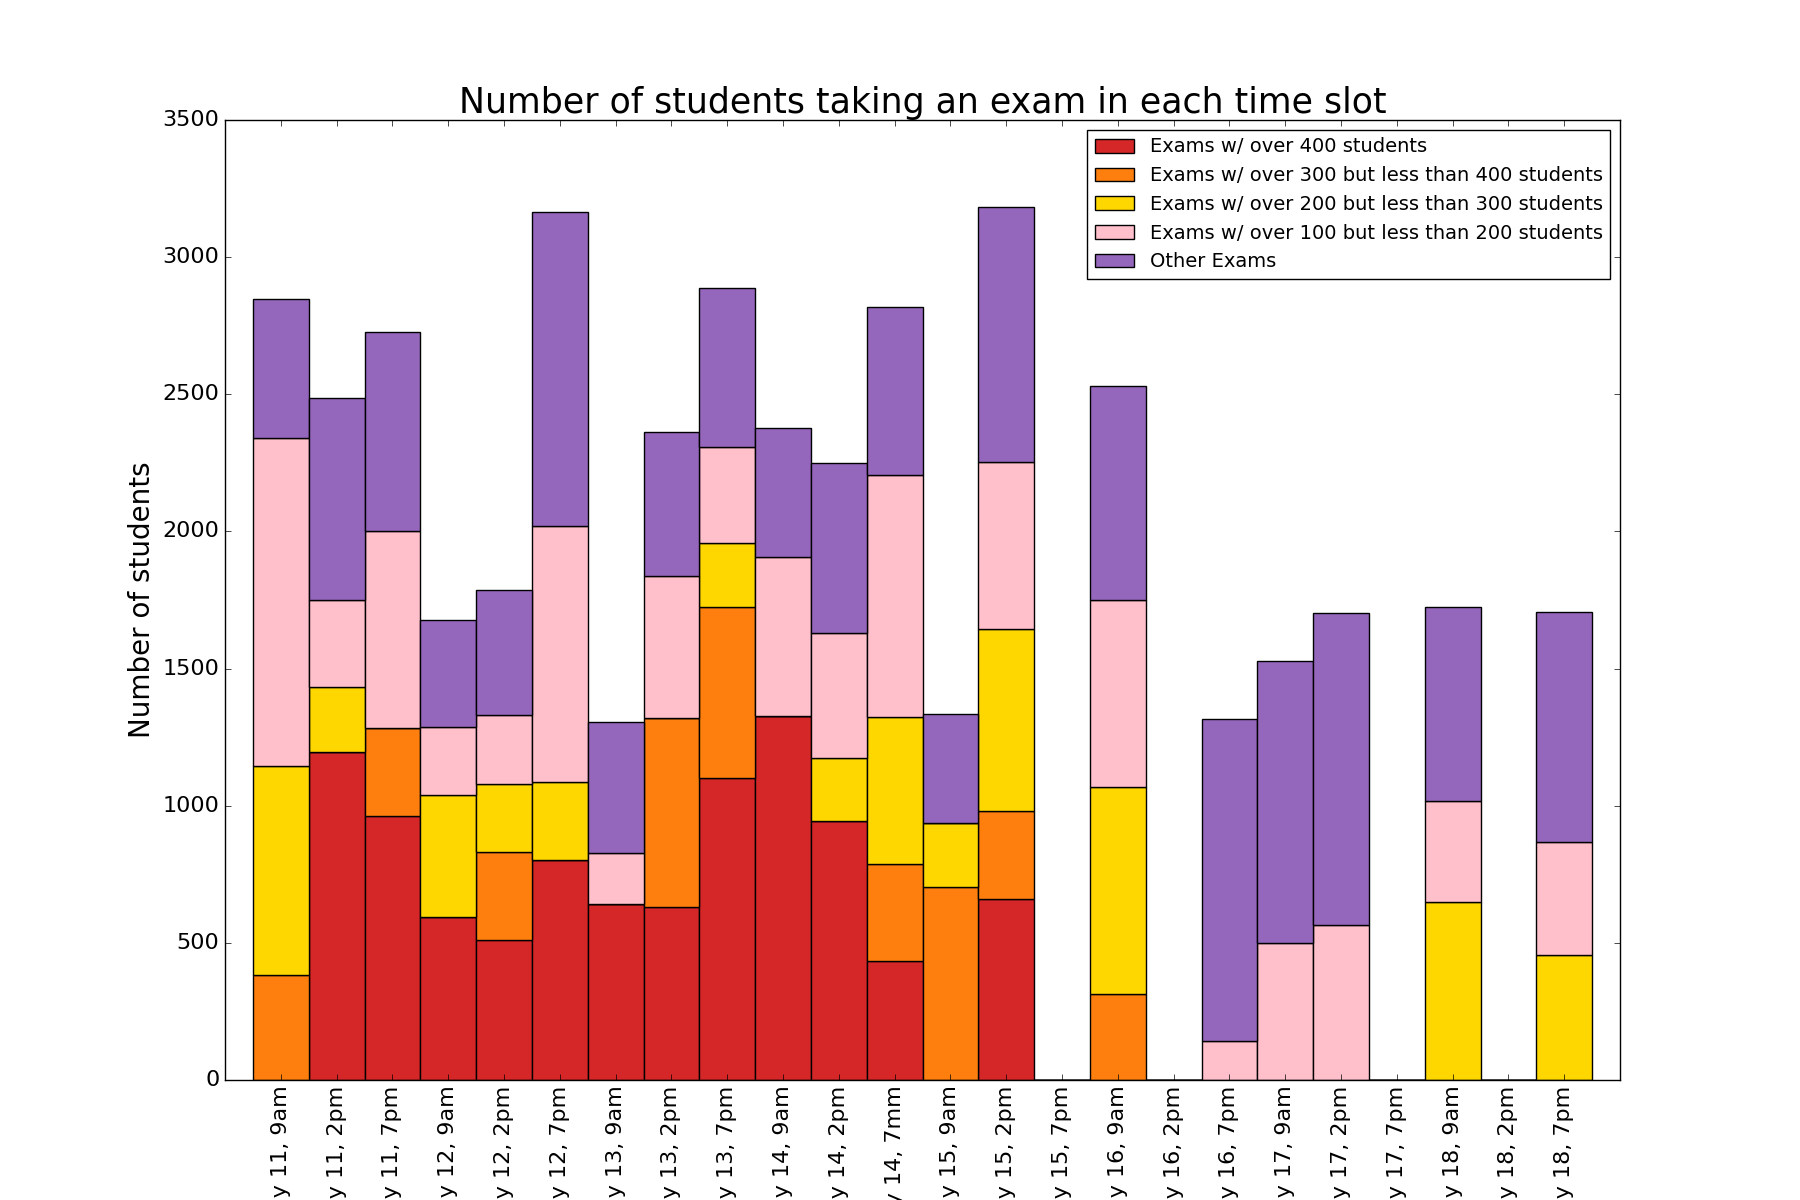 Number of students taking an exam in each time slot
3500
3000
2500
2000
1500
1000
500
0
Number of students
Exams w/ over 400 students
Exams w/ over 300 but less than 400 students
Exams w/ over 200 but less than 300 students
Exams w/ over 100 but less than 200 students
Other Exams
y 11, 9am
y 11, 2pm
y 11, 7pm
y 12, 9am
y 12, 2pm
y 12, 7pm
y 13, 9am
y 13, 2pm
y 13, 7pm
y 14, 9am
y 14, 2pm
y 14, 7mm
y 15, 9am
y 15, 2pm
y 15, 7pm
y 16, 9am
y 16, 2pm
y 16, 7pm
y 17, 9am
y 17, 2pm
y 17, 7pm
y 18, 9am
y 18, 2pm
y 18, 7pm